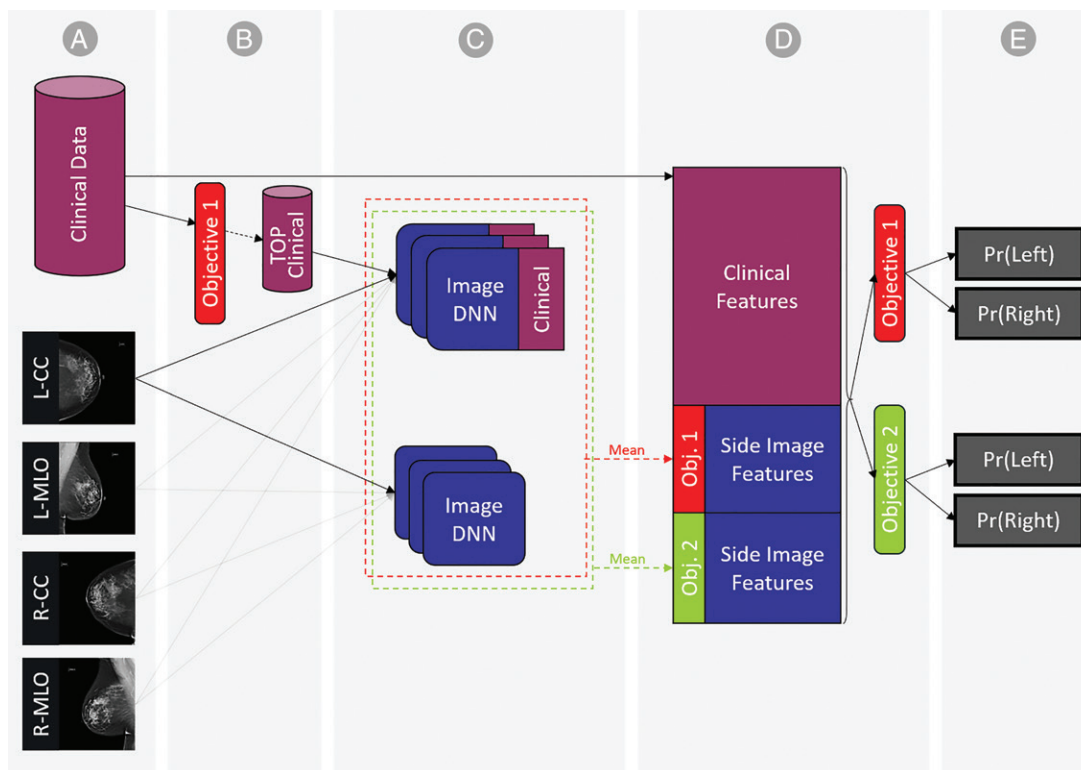 A
B
C
D
E
Clinical Data
Objective 1
TOP
Clinical
Image
DNN
Clinical
Image
DNN
L-CC
L-MLO
R-CC
R-MLO
Mean
Mean
Clinical
Features
Obj. 1
Side Image
Features
Obj. 2
Side Image
Features
Objective 1
Objective 2
Pr(Left)
Pr(Right)
Pr(Left)
Pr(Right)